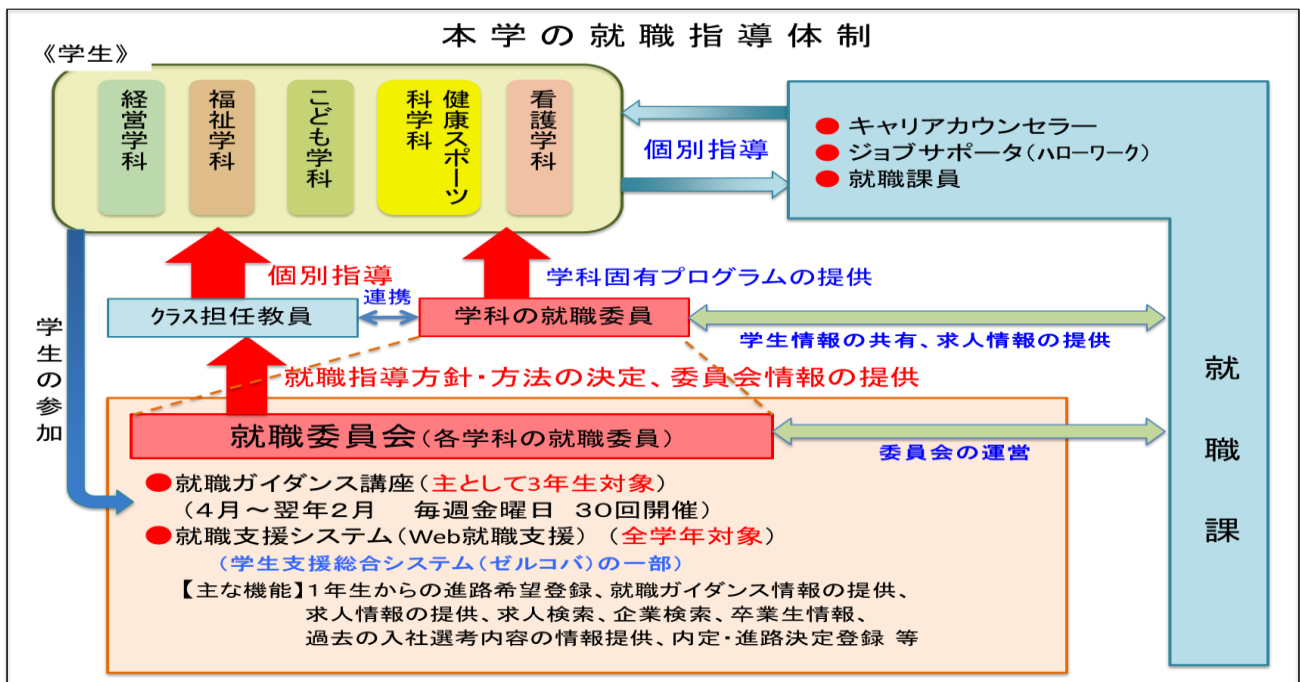 本学の就職指導体制
《学生》
経営学科
福祉学科
こども学科
健康スポーツ
科学科
看護学科
個別指導
● キャリアカウンセラー
● ジョブサポータ(ハローワーク)
● 就職課員
個別指導
学科固有プログラムの提供
クラス担任教員
連携
学科の就職委員
学生情報の共有、求人情報の提供
学生の参加
就職指導方針・方法の決定、委員会情報の提供
就職委員会(各学科の就職委員)
委員会の運営
就職課
●就職ガイダンス講座(主として3年生対象)
(4月~翌年2月 毎週金曜日 30回開催)
●就職支援システム(Web就職支援) (全学年対象)
(学生支援総合システム(ゼルコバ)の一部)
【主な機能】1年生からの進路希望登録、就職ガイダンス情報の提供、
求人情報の提供、求人検索、企業検索、卒業生情報、
過去の入社選考内容の情報提供、内定・進路決定登録 等